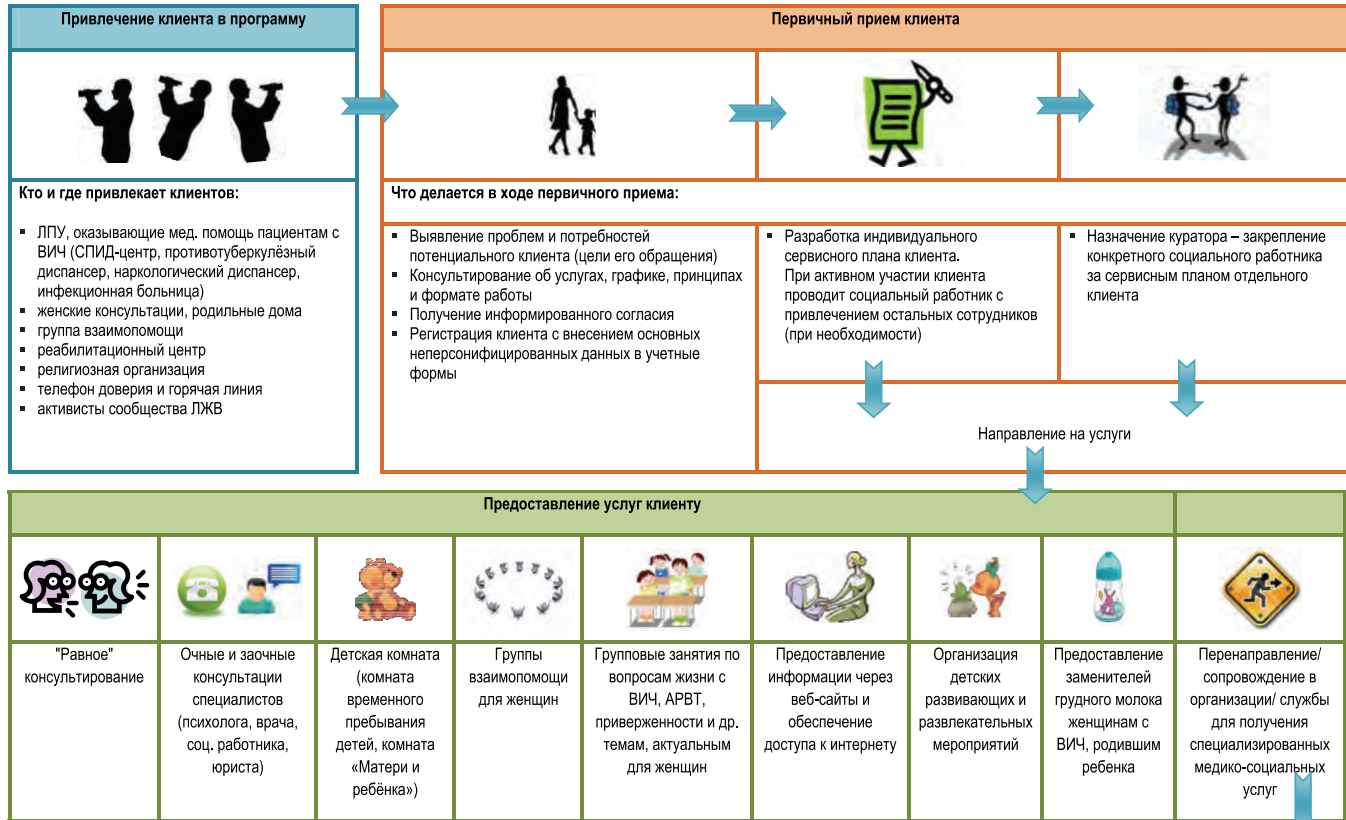 Привлечение клиента в программу
Первичный прием клиента
Кто и где привлекает клиентов:
▪ ЛПУ, оказывающие мед. помощь пациентам с
ВИЧ (СПИД-центр, противотуберкулёзный
диспансер, наркологический диспансер,
инфекционная больница)
▪ женские консультации, родильные дома
▪ группа взаимопомощи
▪ реабилитационный центр
▪ религиозная организация
▪ телефон доверия и горячая линия
▪ активисты сообщества ЛЖВ
Что делается в ходе первичного приема:
▪ Выявление проблем и потребностей
потенциального клиента (цели его обращения)
▪ Консультирование об услугах, графике, принципах
и формате работы
▪ Получение информированного согласия
▪ Регистрация клиента с внесением основных
неперсонифицированных данных в учетные
формы
▪ Разработка индивидуального
сервисного плана клиента.
При активном участии клиента
проводит социальный работник с
привлечением остальных сотрудников
(при необходимости)
▪ Назначение куратора – закрепление
конкретного социального работника
за сервисным планом отдельного
клиента
Направление на услуги
Предоставление услуг клиенту
"Равное"
консультирование
Очные и заочные
консультации
специалистов
(психолога, врача,
соц. работника,
юриста)
Детская комната
(комната
временного
пребывания
детей, комната
«Матери и
ребёнка»)
Группы
взаимопомощи
для женщин
Групповые занятия по
вопросам жизни с
ВИЧ, АРВТ,
приверженности и др.
темам, актуальным
для женщин
Предоставление
информации через
веб-сайты и
обеспечение
доступа к интернету
Организация
детских
развивающих и
развлекательных
мероприятий
Предоставление
заменителей
грудного молока
женщинам с
ВИЧ, родившим
ребенка
Перенаправление/
сопровождение в
организации/ службы
для получения
специализированных
медико-социальных
услуг